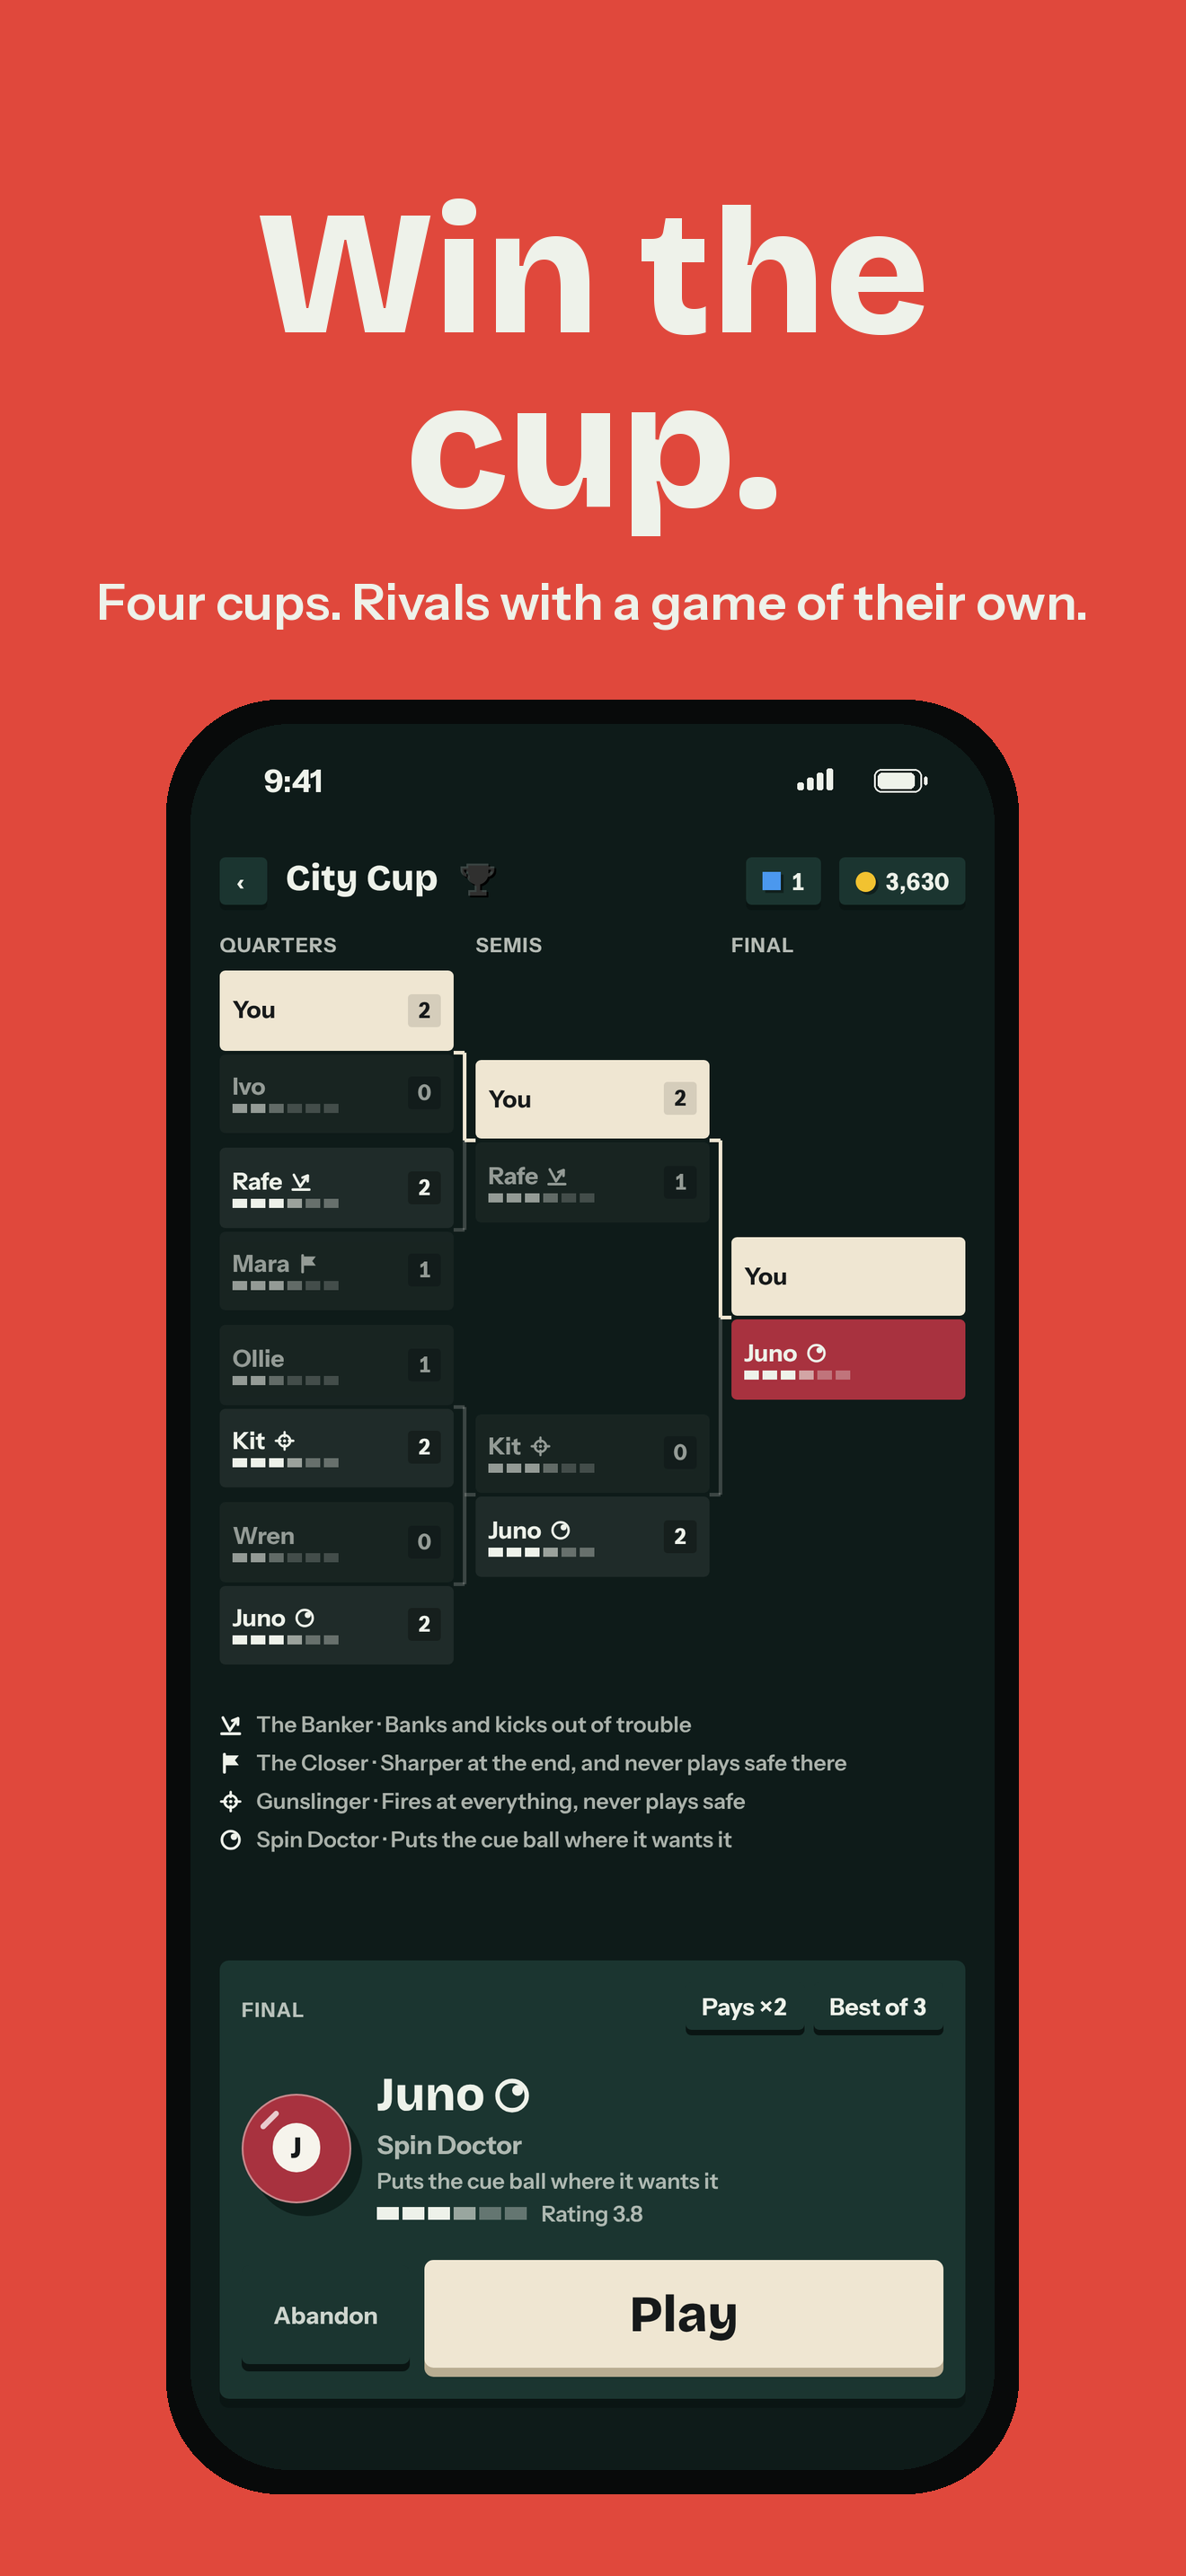 Win the
cup.
Four cups. Rivals with a game of their own.
9:41
‹ City Cup 1 3,630
QUARTERS SEMIS FINAL
You 2
Ivo 0
You 2
Rafe 2
Rafe 1
Mara 1
You
Ollie 1
Juno
Kit 2
Kit 0
Wren 0
Juno 2
Juno 2
The Banker · Banks and kicks out of trouble
The Closer · Sharper at the end, and never plays safe there
Gunslinger · Fires at everything, never plays safe
Spin Doctor · Puts the cue ball where it wants it
FINAL Pays ×2 Best of 3
Juno
J
Spin Doctor
Puts the cue ball where it wants it
Rating 3.8
Abandon Play